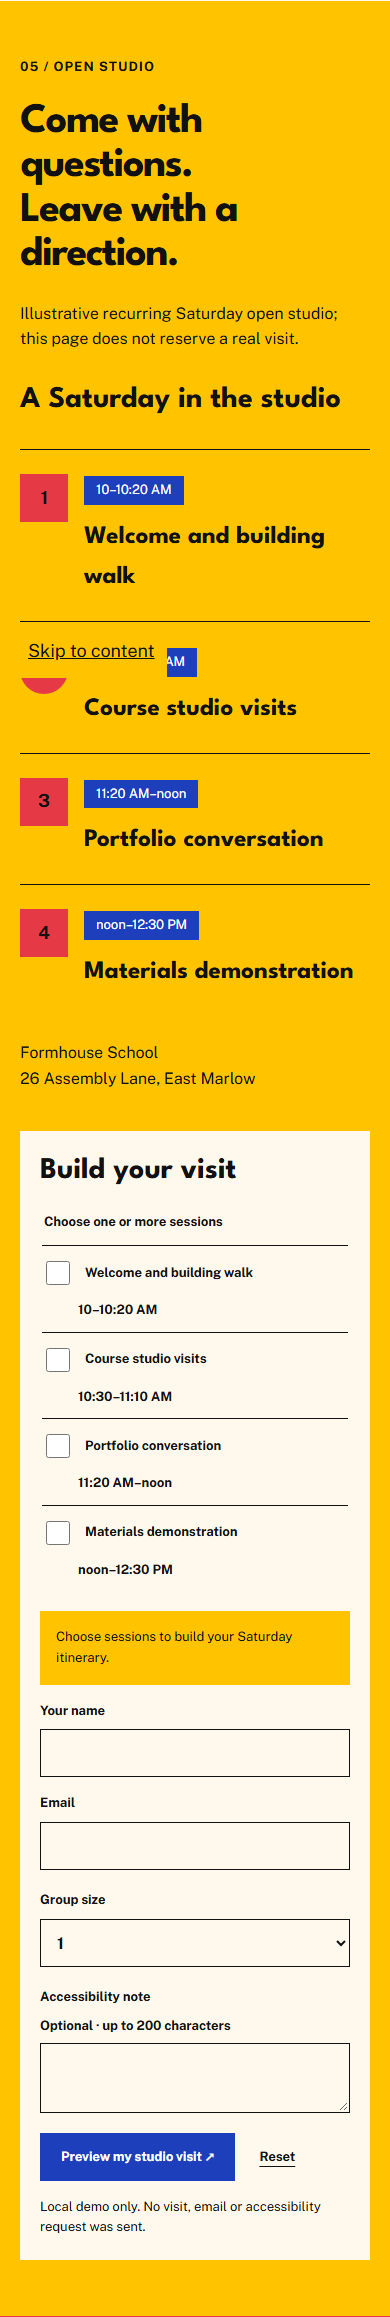 05 / OPEN STUDIO
Come with
questions.
Leave with a
direction.
Illustrative recurring Saturday open studio;
this page does not reserve a real visit.
A Saturday in the studio
1
10–10:20 AM
Welcome and building
walk
Skip to content
AM
Course studio visits
3
11:20 AM–noon
Portfolio conversation
4
noon–12:30 PM
Materials demonstration
Formhouse School
26 Assembly Lane, East Marlow
Build your visit
Choose one or more sessions
Welcome and building walk
10–10:20 AM
Course studio visits
10:30–11:10 AM
Portfolio conversation
11:20 AM–noon
Materials demonstration
noon–12:30 PM
Choose sessions to build your Saturday
itinerary.
Your name
Email
Group size
1
Accessibility note
Optional · up to 200 characters
Preview my studio visit ↗
Reset
Local demo only. No visit, email or accessibility
request was sent.